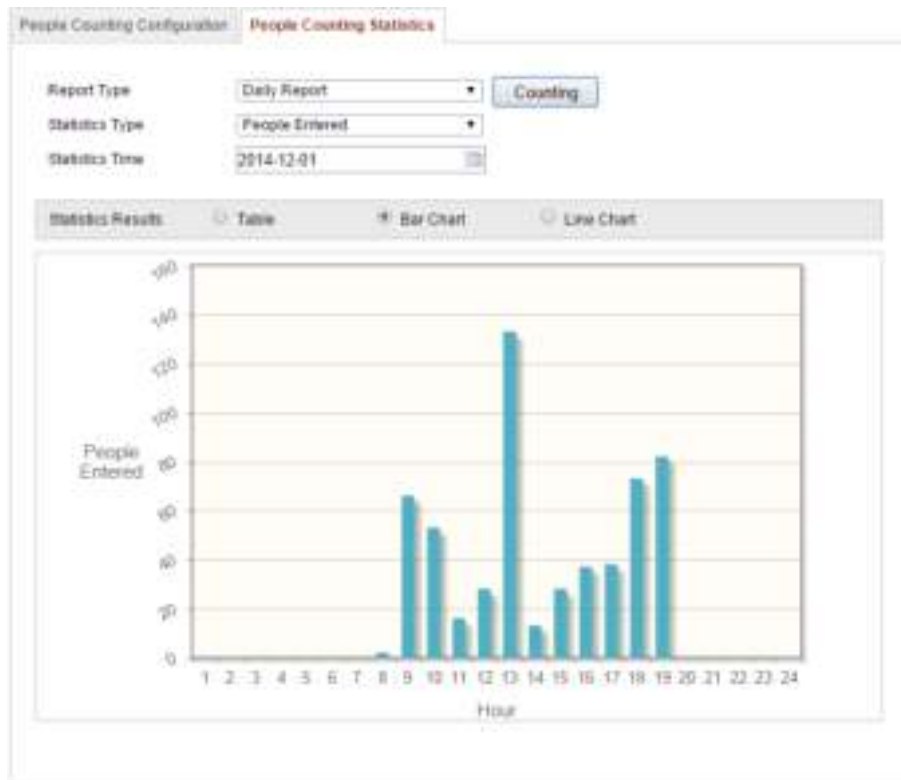 People Counting Configuration People Counting Statistics
Report Type Daily Report Counting
Statistics Type People Entered
Statistics Time 2014-12-01
Statistics Results Table Bar Chart Line Chart
160
140
120
100
People Entered
80
60
40
20
0
1 2 3 4 5 6 7 8 9 10 11 12 13 14 15 16 17 18 19 20 21 22 23 24
Hour